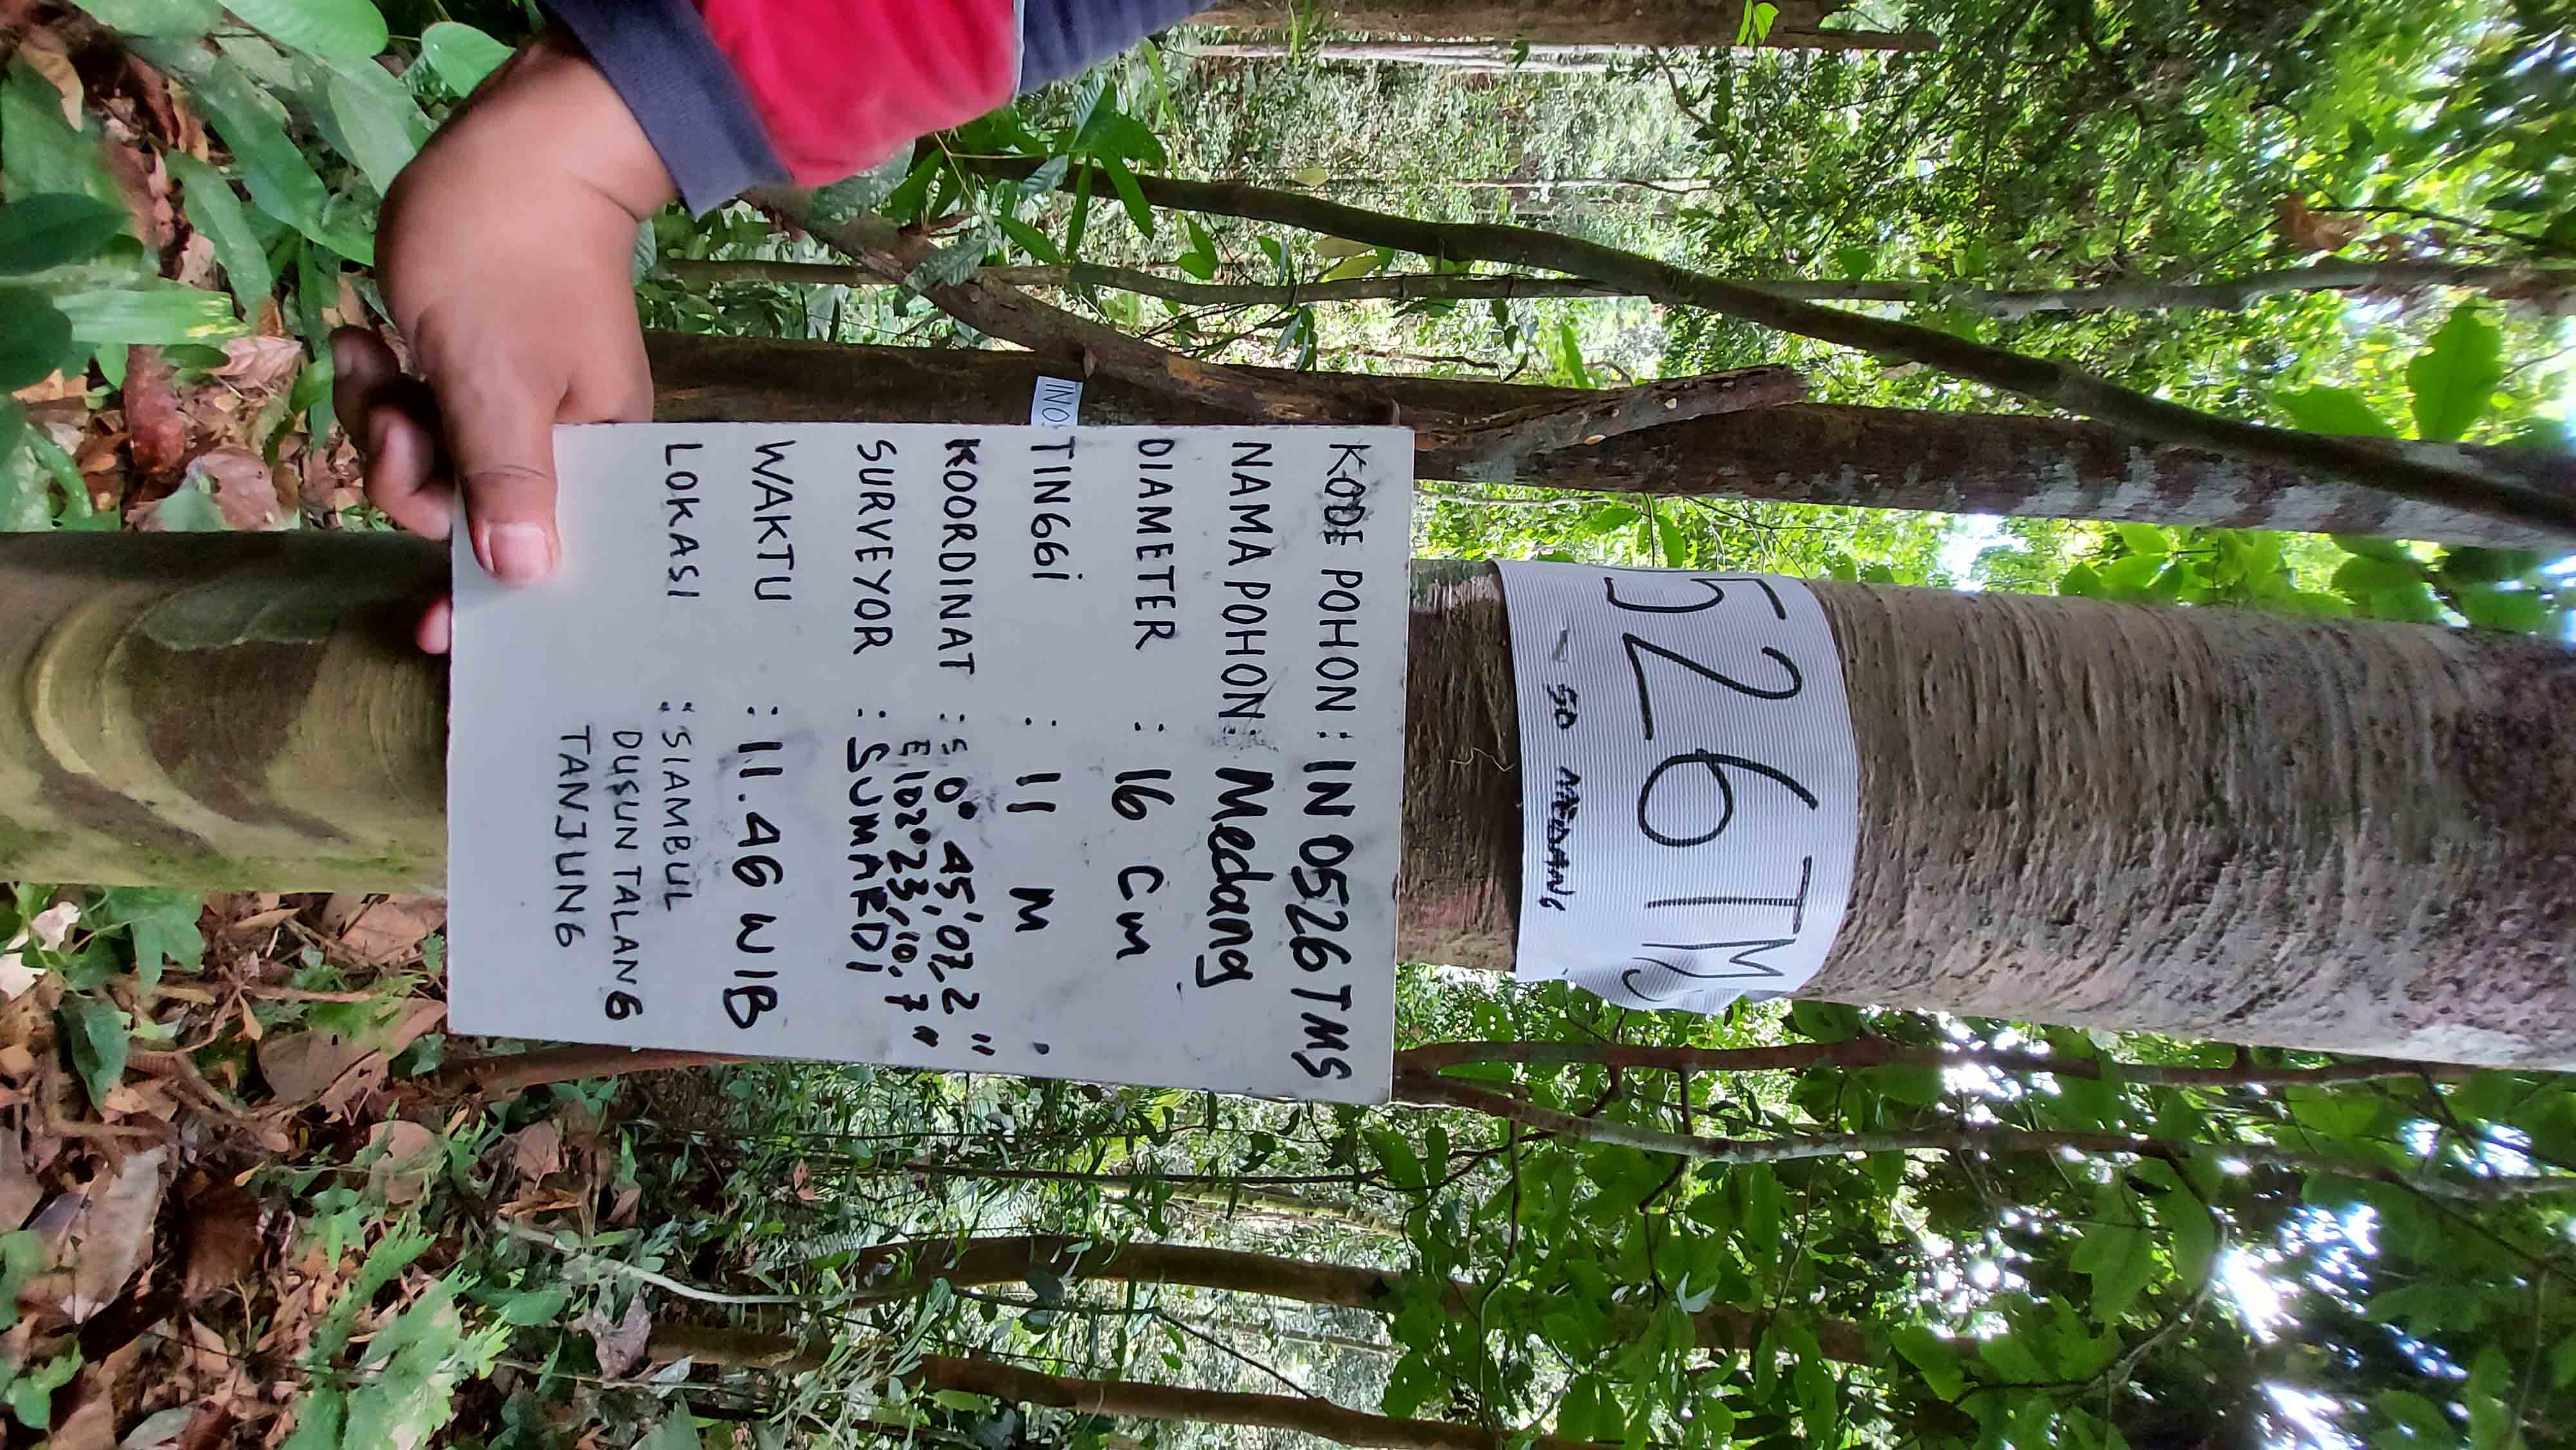 526TMS
50 MEDANG
KODE POHON : IN 0526 TMS
NAMA POHON : Medang
DIAMETER : 16 Cm
INO
TINGGI : 11 M
KOORDINAT : S 0° 45', 07,2"
E 102° 23, 10, 7"
SURVEYOR : SUMARDI
WAKTU : 11.46 WIB
LOKASI : SIAMBUL
DUSUN TALANG
TANJUNG